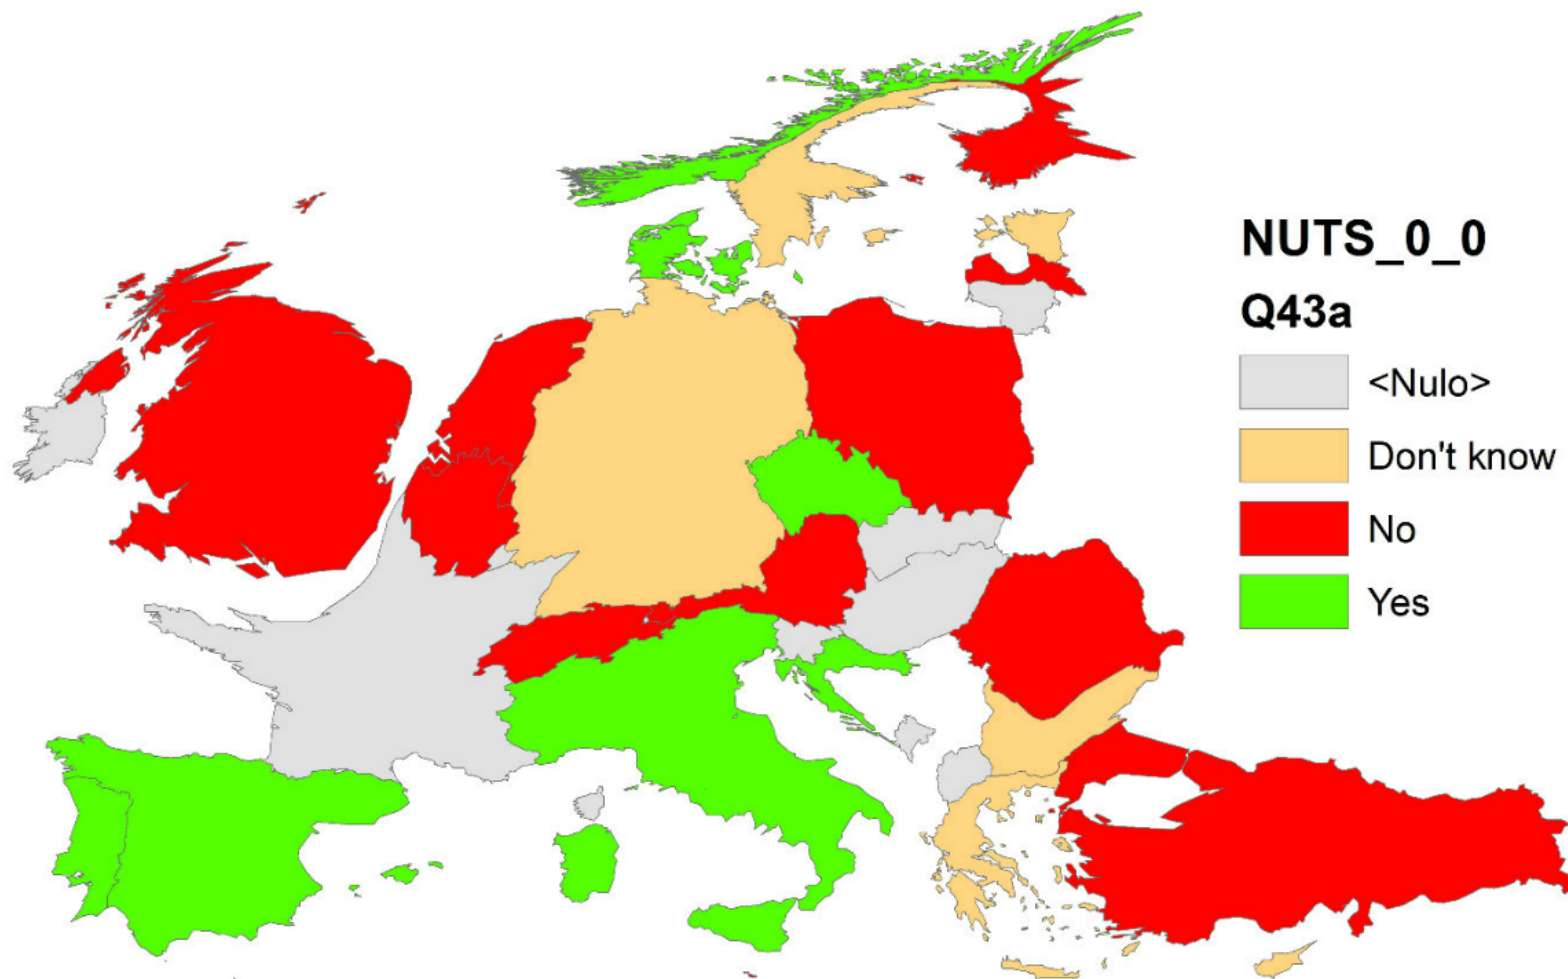 NUTS_0_0
Q43a
<Nulo>
Don't know
No
Yes